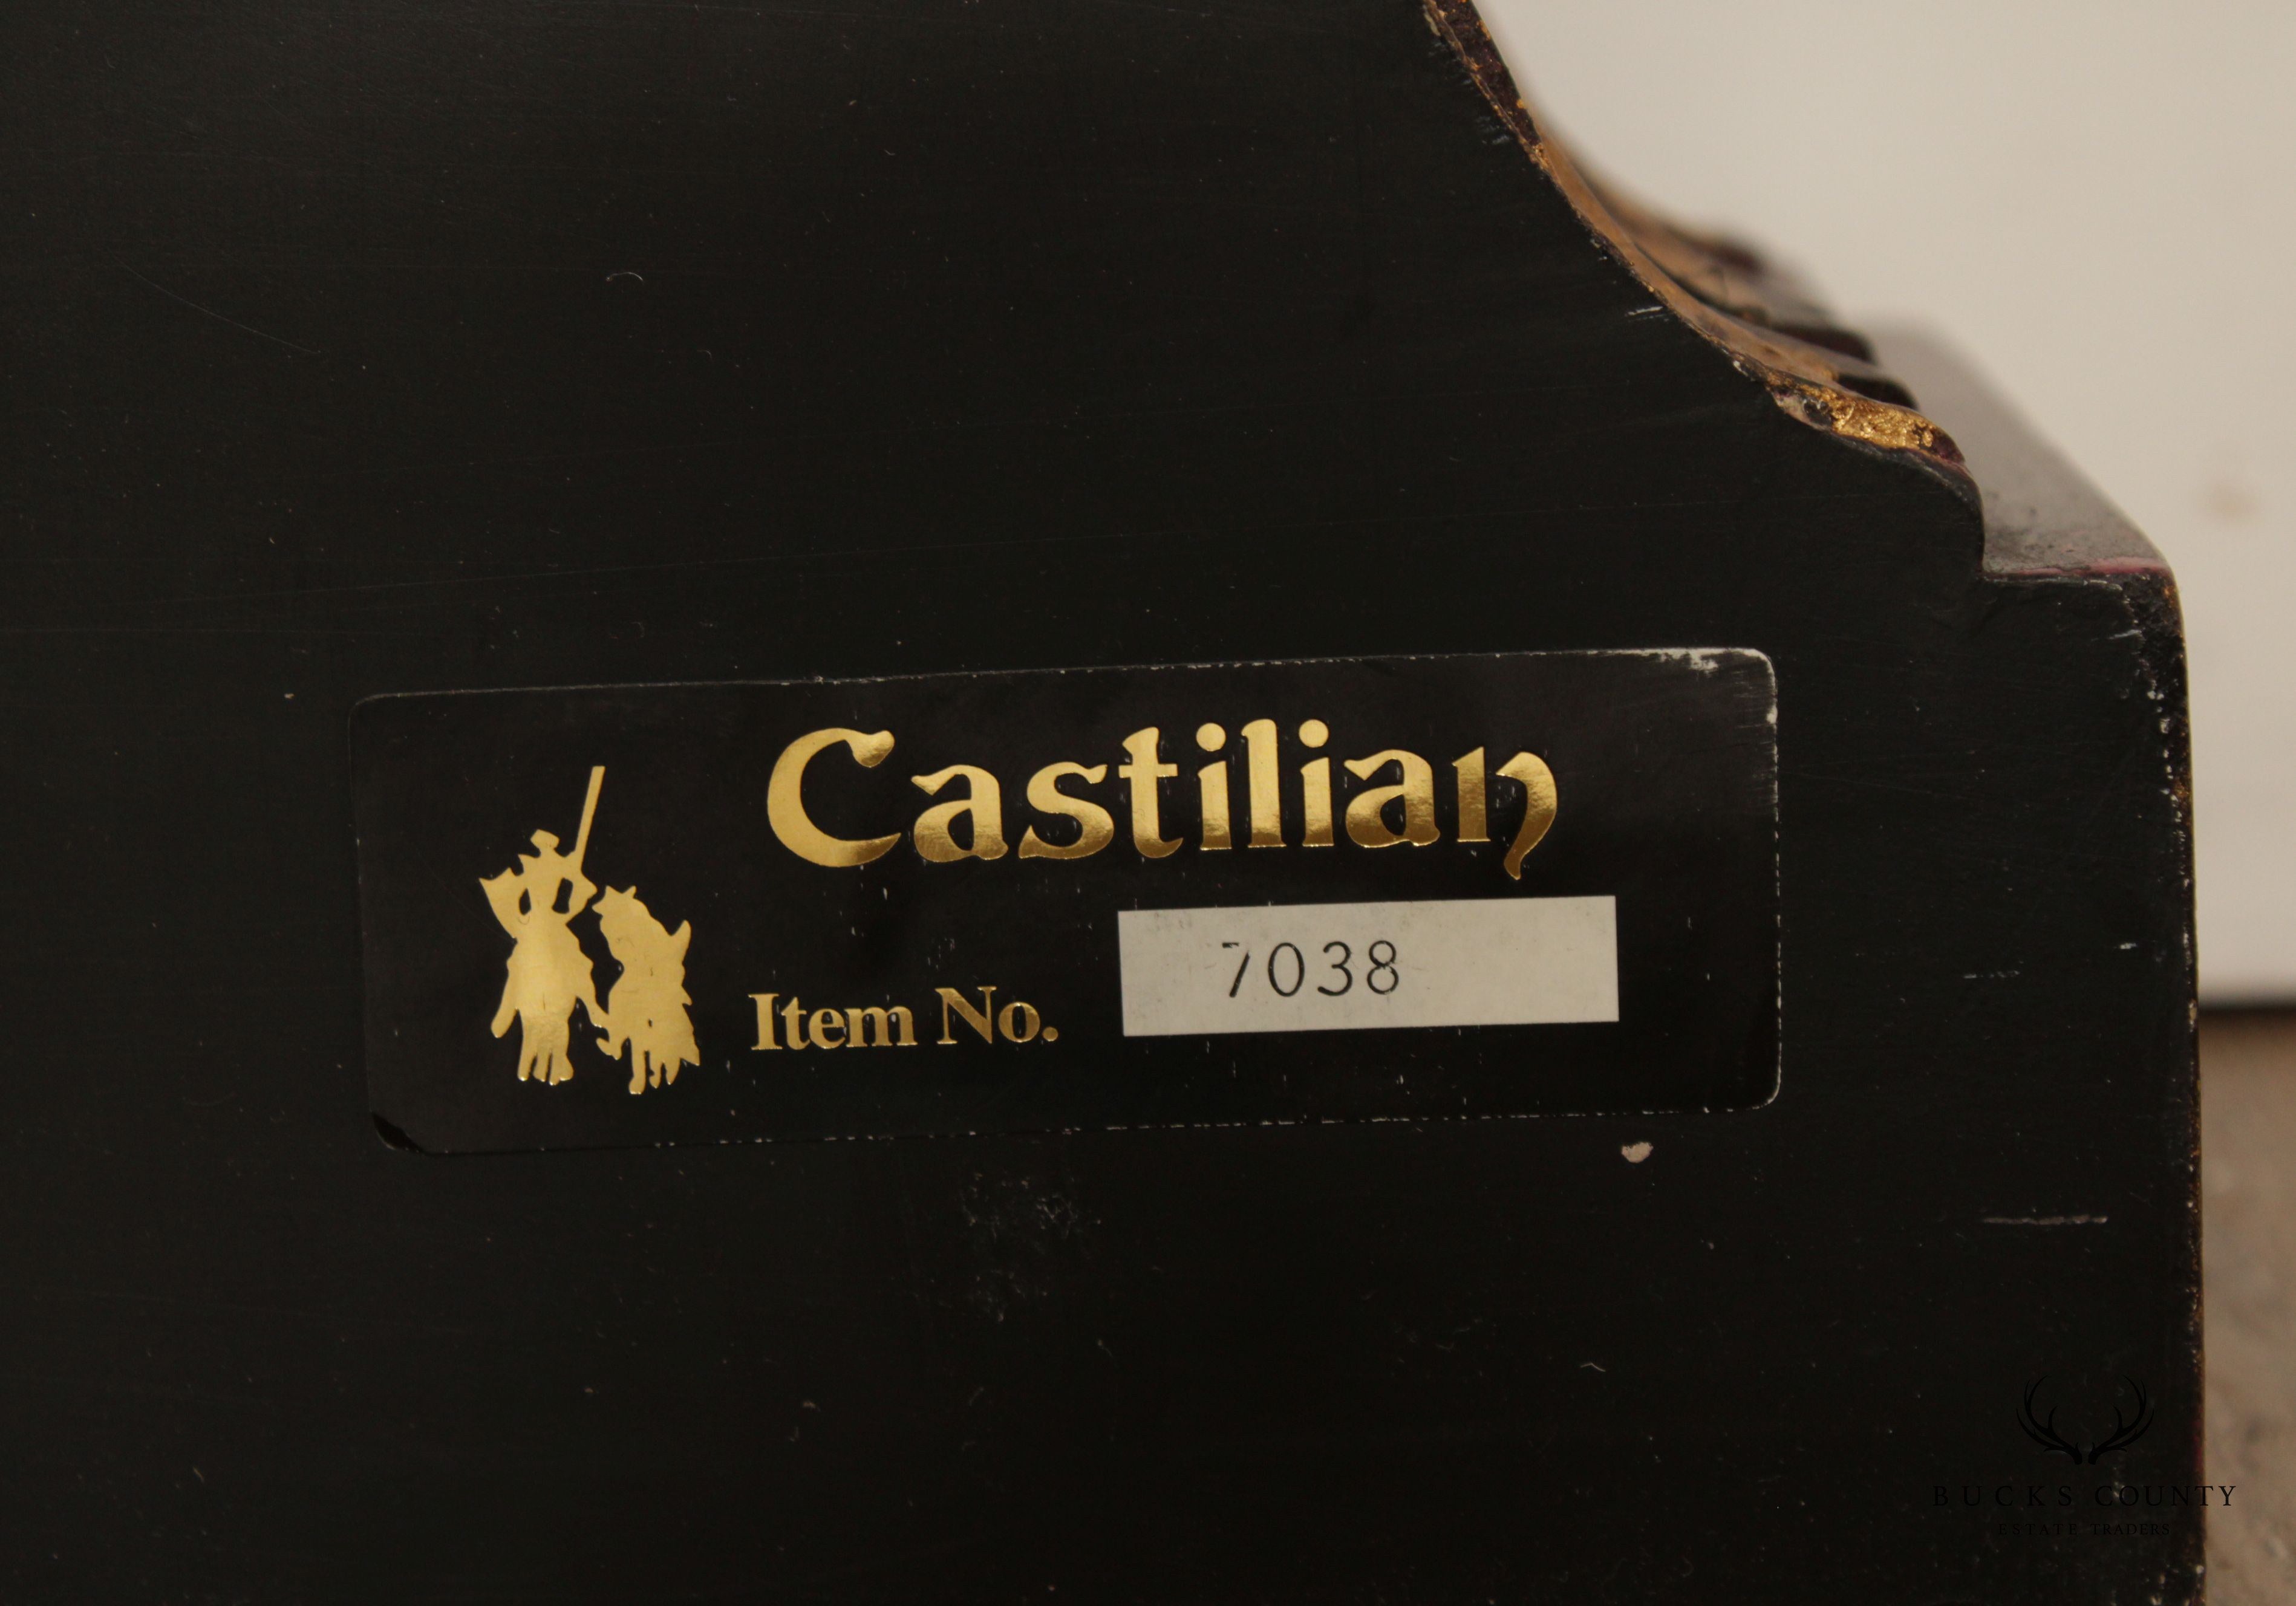 Castilian
Item No. 7038
BUCKS COUNTY
ESTATE TRADERS